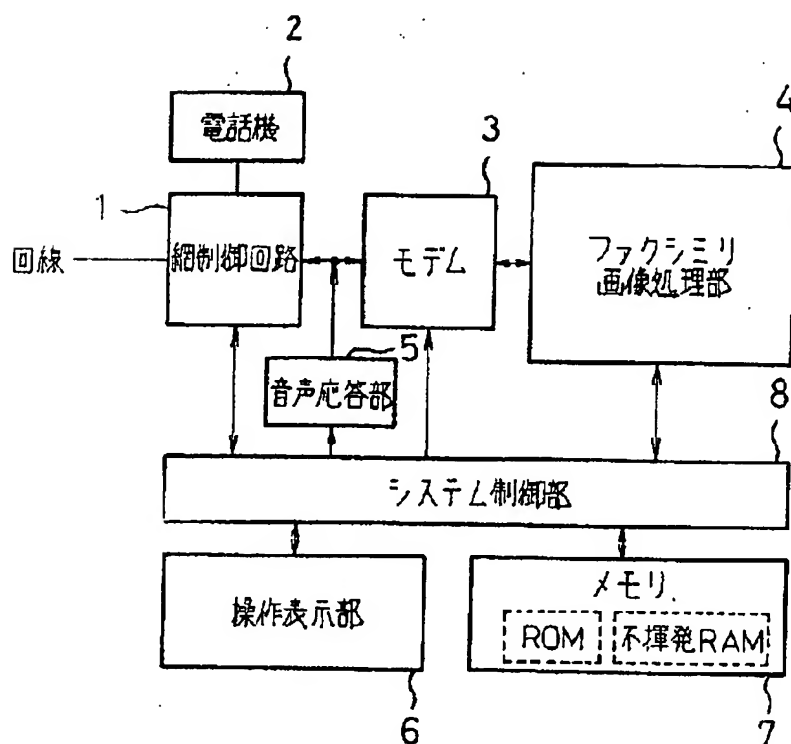 2
電話機
3
4
1
回線
網制御回路
モデム
ファクシミリ
画像処理部
5
音声応答部
8
システム制御部
操作表示部
メモリ
ROM
不揮発RAM
6
7